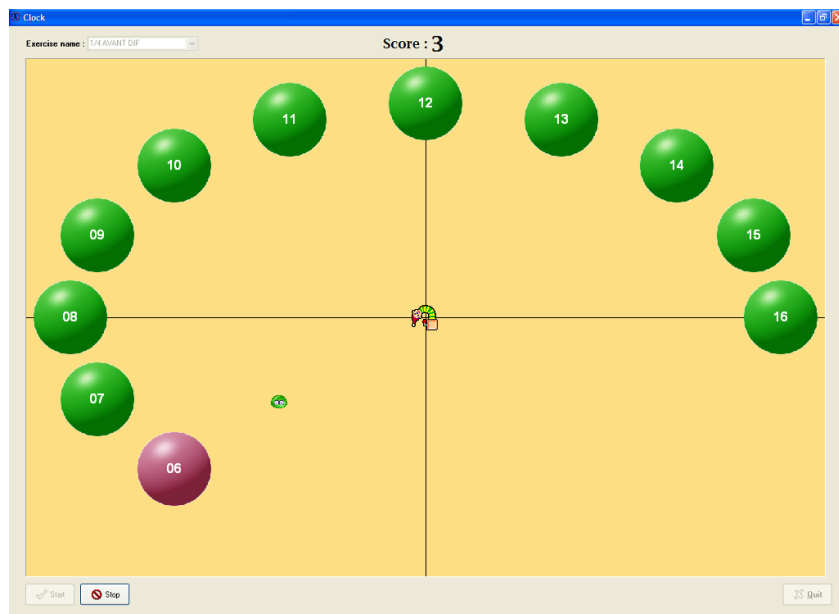 Clock
Exercise name : 1/4 AVANT DIF
Score : 3
12
11
13
10
14
09
15
08
16
07
06
Start
Stop
Quit